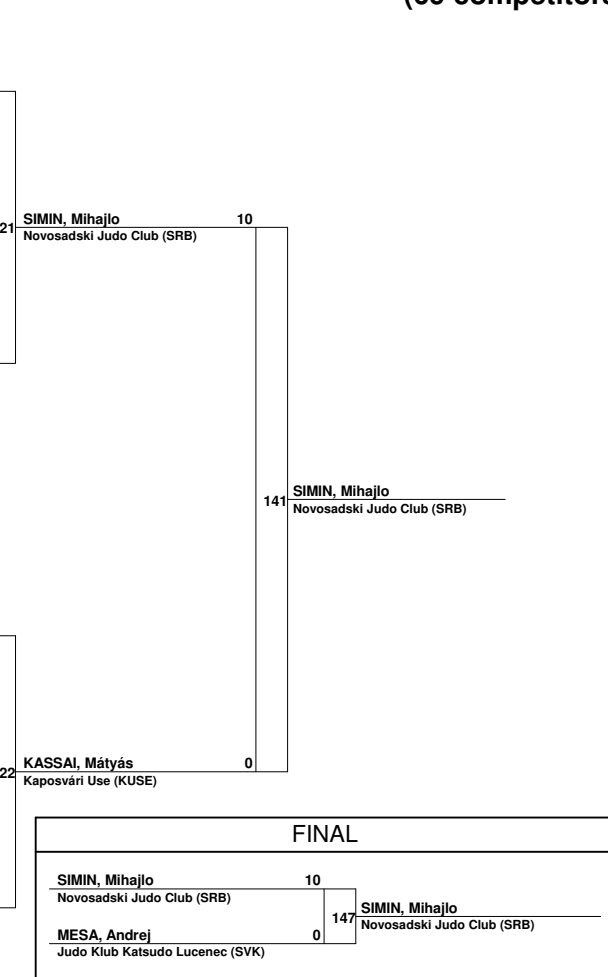 21
SIMIN, Mihajlo 10
Novosadski Judo Club (SRB)
141
SIMIN, Mihajlo
Novosadski Judo Club (SRB)
22
KASSAI, Mátyás 0
Kaposvári Use (KUSE)
FINAL
SIMIN, Mihajlo 10
Novosadski Judo Club (SRB)
147
SIMIN, Mihajlo
Novosadski Judo Club (SRB)
MESA, Andrej 0
Judo Klub Katsudo Lucenec (SVK)